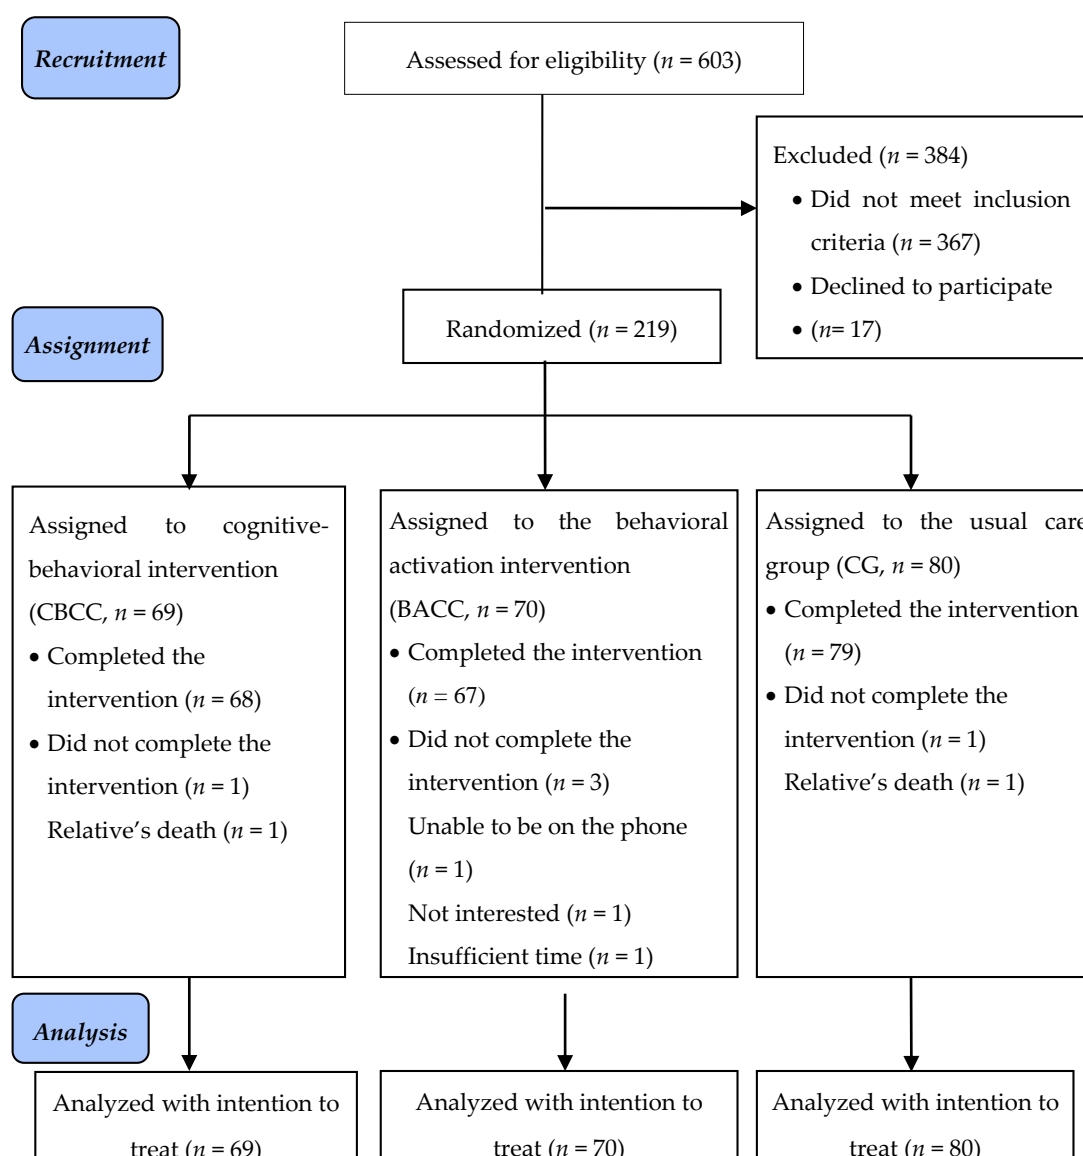 Recruitment
Assessed for eligibility (n = 603)
Excluded (n = 384)
• Did not meet inclusion
criteria (n = 367)
• Declined to participate
• (n= 17)
Randomized (n = 219)
Assignment
Assigned to cognitive-
behavioral intervention
(CBCC, n = 69)
• Completed the
intervention (n = 68)
• Did not complete the
intervention (n = 1)
Relative’s death (n = 1)
Assigned to the behavioral
activation intervention
(BACC, n = 70)
• Completed the intervention
(n = 67)
• Did not complete the
intervention (n = 3)
Unable to be on the phone
(n = 1)
Not interested (n = 1)
Insufficient time (n = 1)
Assigned to the usual care
group (CG, n = 80)
• Completed the intervention
(n = 79)
• Did not complete the
intervention (n = 1)
Relative’s death (n = 1)
Analysis
Analyzed with intention to
treat (n = 69)
Analyzed with intention to
treat (n = 70)
Analyzed with intention to
treat (n = 80)